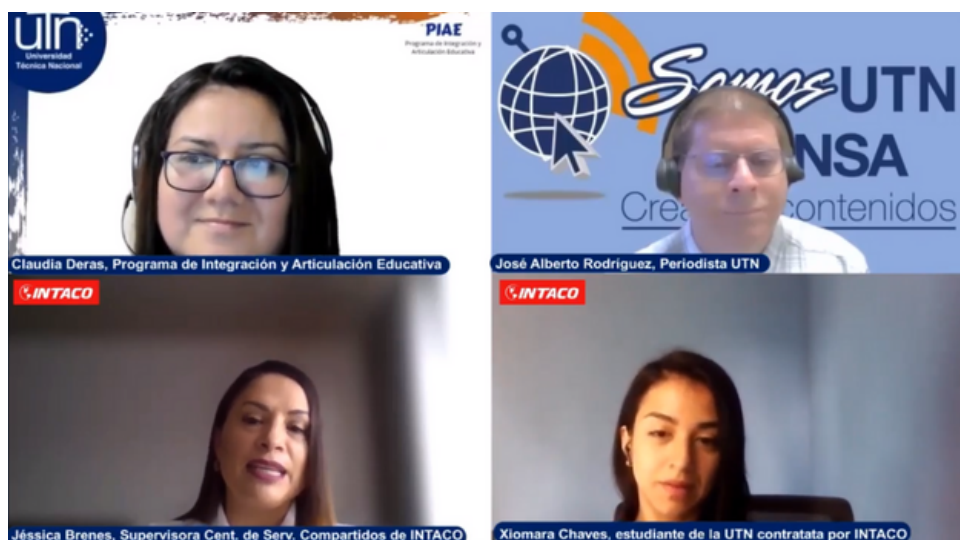 utn
Universidad
Técnica Nacional
PIAE
Programa de Integración y
Articulación Educativa
Somos UTN
NSA
Crea contenidos
Claudia Deras, Programa de Integración y Articulación Educativa
José Alberto Rodríguez, Periodista UTN
INTACO
INTACO
Jéssica Brenes, Supervisora Cent. de Serv. Compartidos de INTACO
Xiomara Chaves, estudiante de la UTN contratata por INTACO